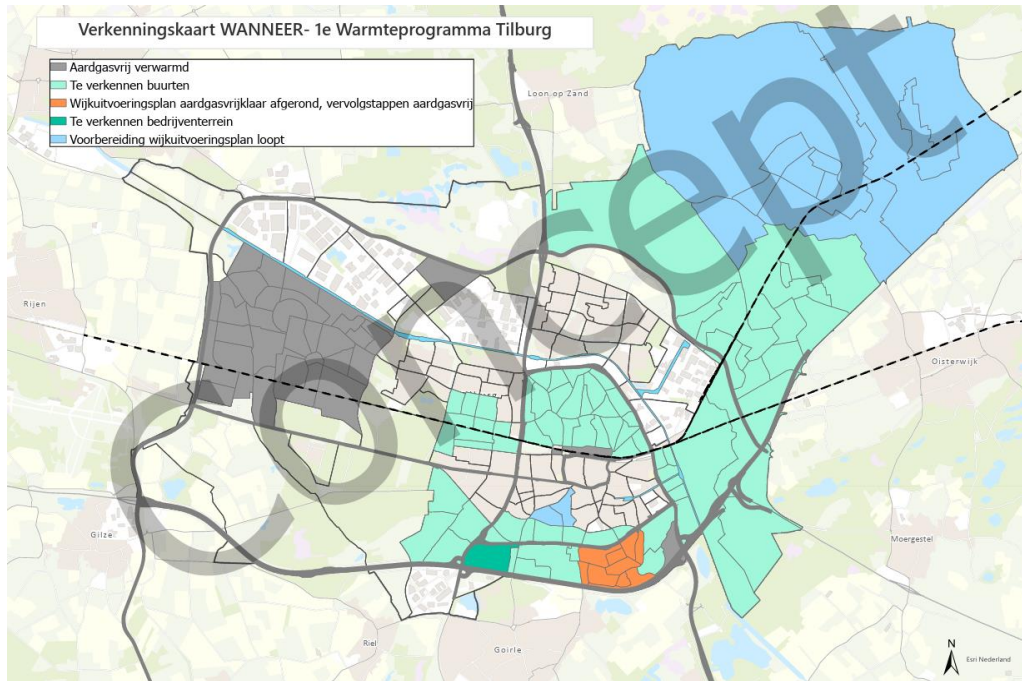 Verkenningskaart WANNEER- 1e Warmteprogramma Tilburg
Aardgasvrij verwarmd
Te verkennen buurten
Wijkuitvoeringsplan aardgasvrijklaar afgerond, vervolgstappen aardgasvrij
Te verkennen bedrijventerrein
Voorbereiding wijkuitvoeringsplan loopt
Loon op Zand
Concept
Rijen
Oisterwijk
Moergestel
Gilze
Riel
Goirle
N
Esri Nederland